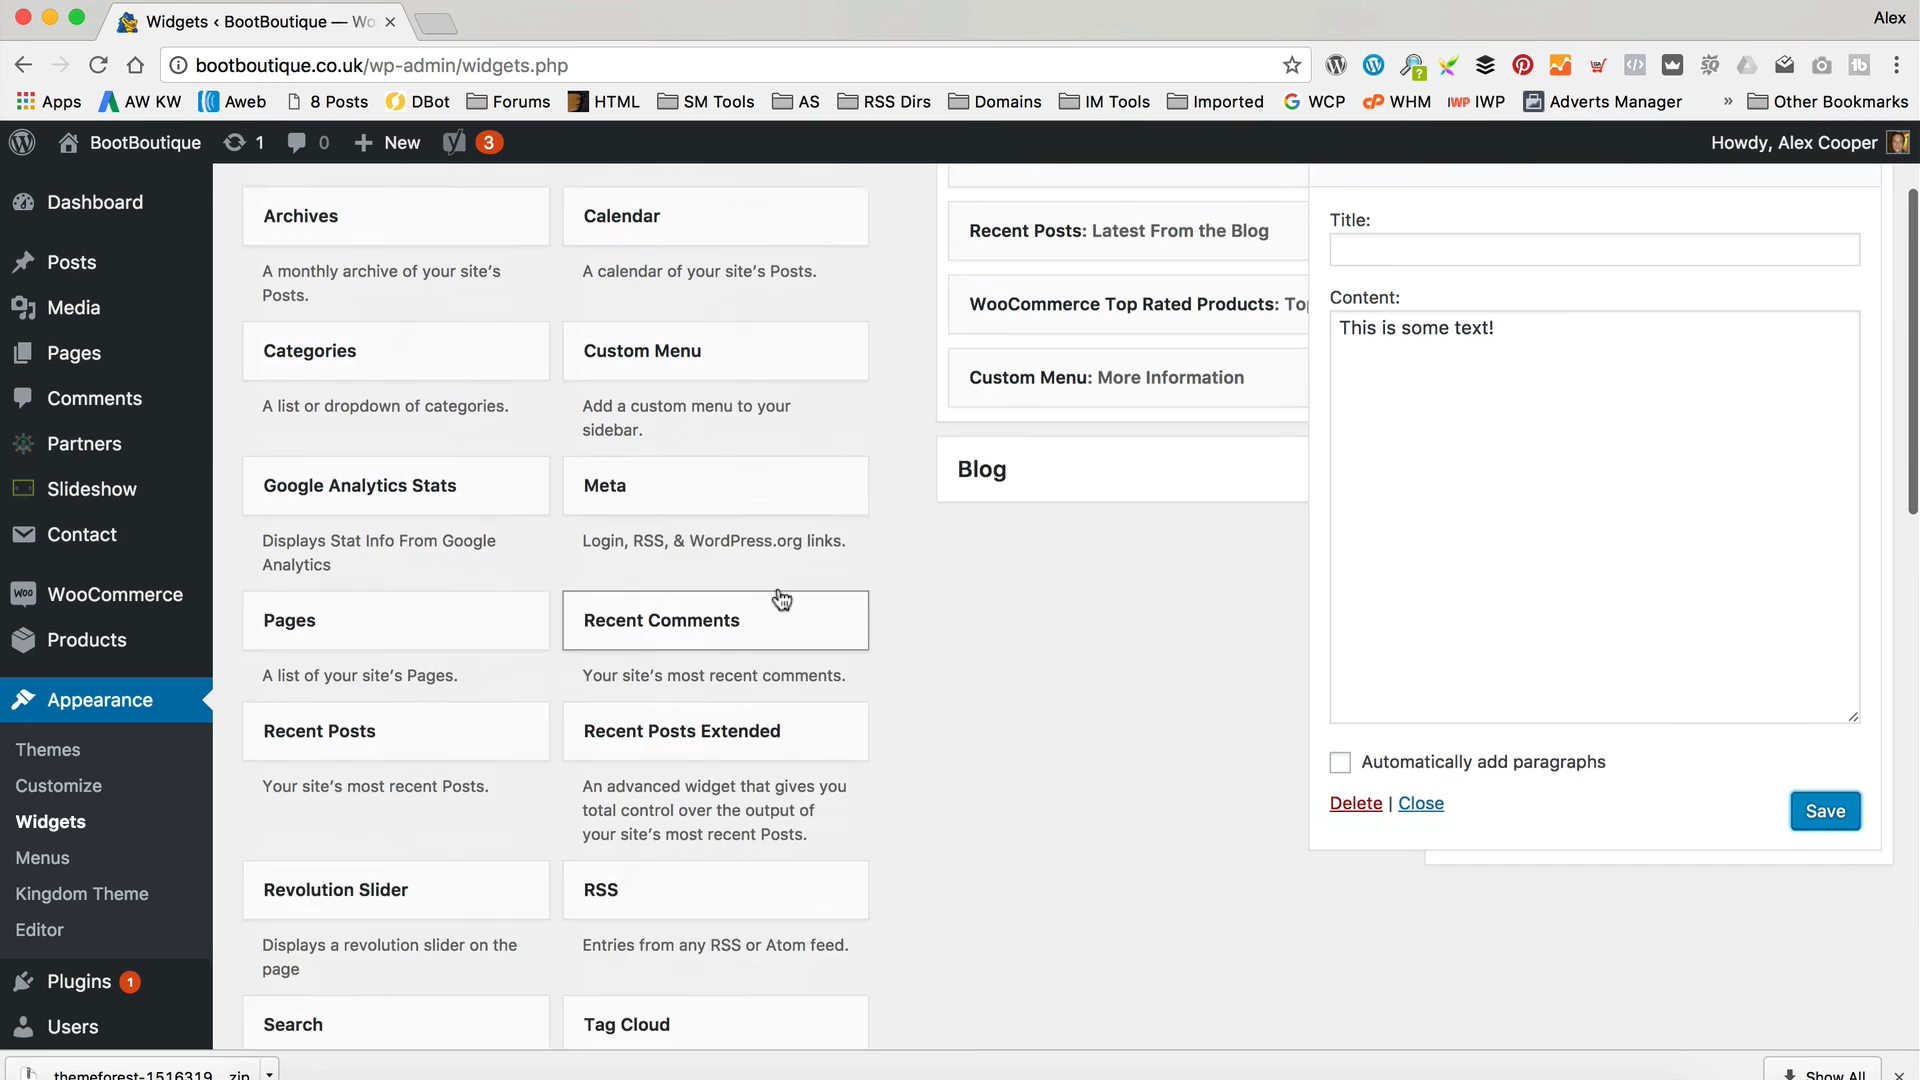 Widgets ‹ BootBoutique — Wo
Alex
bootboutique.co.uk/wp-admin/widgets.php
Apps
AW KW
Aweb
8 Posts
DBot
Forums
HTML
SM Tools
AS
RSS Dirs
Domains
IM Tools
Imported
WCP
WHM
IWP
Adverts Manager
»
Other Bookmarks
BootBoutique
1
0
New
3
Howdy, Alex Cooper
Dashboard
Posts
Media
Pages
Comments
Partners
Slideshow
Contact
WooCommerce
Products
Appearance
Themes
Customize
Widgets
Menus
Kingdom Theme
Editor
Plugins 1
Users
Archives
A monthly archive of your site's
Posts.
Calendar
A calendar of your site's Posts.
Categories
A list or dropdown of categories.
Custom Menu
Add a custom menu to your
sidebar.
Google Analytics Stats
Displays Stat Info From Google
Analytics
Meta
Login, RSS, & WordPress.org links.
Pages
A list of your site's Pages.
Recent Comments
Your site's most recent comments.
Recent Posts
Your site's most recent Posts.
Recent Posts Extended
An advanced widget that gives you
total control over the output of
your site's most recent Posts.
Revolution Slider
Displays a revolution slider on the
page
RSS
Entries from any RSS or Atom feed.
Search
Tag Cloud
Recent Posts: Latest From the Blog
WooCommerce Top Rated Products: To
Custom Menu: More Information
Blog
Title:
Content:
This is some text!
Automatically add paragraphs
Delete | Close
Save
themeforest-1516319....zip
Show All